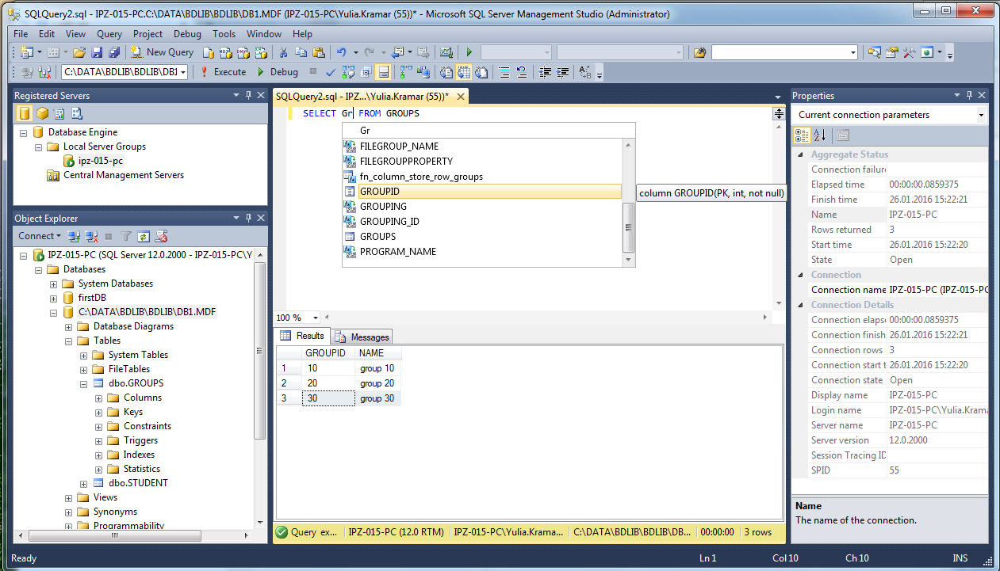 SQLQuery2.sql - IPZ-015-PC.C:\DATA\BDLIB\BDLIB\DB1.MDF (IPZ-015-PC\Yulia.Kramar (55))* - Microsoft SQL Server Management Studio (Administrator)
File Edit View Query Project Debug Tools Window Help
New Query
C:\DATA\BDLIB\BDLIB\DB1 Execute Debug
Registered Servers
Database Engine
Local Server Groups
ipz-015-pc
Central Management Servers
Object Explorer
Connect
IPZ-015-PC (SQL Server 12.0.2000 - IPZ-015-PC\Y
Databases
System Databases
firstDB
C:\DATA\BDLIB\BDLIB\DB1.MDF
Database Diagrams
Tables
System Tables
FileTables
dbo.GROUPS
Columns
Keys
Constraints
Triggers
Indexes
Statistics
dbo.STUDENT
Views
Synonyms
Programmability
SQLQuery2.sql - IPZ...\Yulia.Kramar (55))*
SELECT Gr FROM GROUPS
Gr
FILEGROUP_NAME
FILEGROUPPROPERTY
fn_column_store_row_groups
GROUPID
GROUPING
GROUPING_ID
GROUPS
PROGRAM_NAME
column GROUPID(PK, int, not null)
100 %
Results Messages
GROUPID NAME
1 10 group 10
2 20 group 20
3 30 group 30
Query ex... IPZ-015-PC (12.0 RTM) IPZ-015-PC\Yulia.Kramar... C:\DATA\BDLIB\BDLIB\DB... 00:00:00 3 rows
Properties
Current connection parameters
Aggregate Status
Connection failure
Elapsed time 00:00:00.0859375
Finish time 26.01.2016 15:22:21
Name IPZ-015-PC
Rows returned 3
Start time 26.01.2016 15:22:20
State Open
Connection
Connection name IPZ-015-PC (IPZ-015-PC
Connection Details
Connection elapse 00:00:00.0859375
Connection finish 26.01.2016 15:22:21
Connection rows 3
Connection start t 26.01.2016 15:22:20
Connection state Open
Display name IPZ-015-PC
Login name IPZ-015-PC\Yulia.Krama
Server name IPZ-015-PC
Server version 12.0.2000
Session Tracing ID
SPID 55
Name
The name of the connection.
Ready Ln 1 Col 10 Ch 10 INS